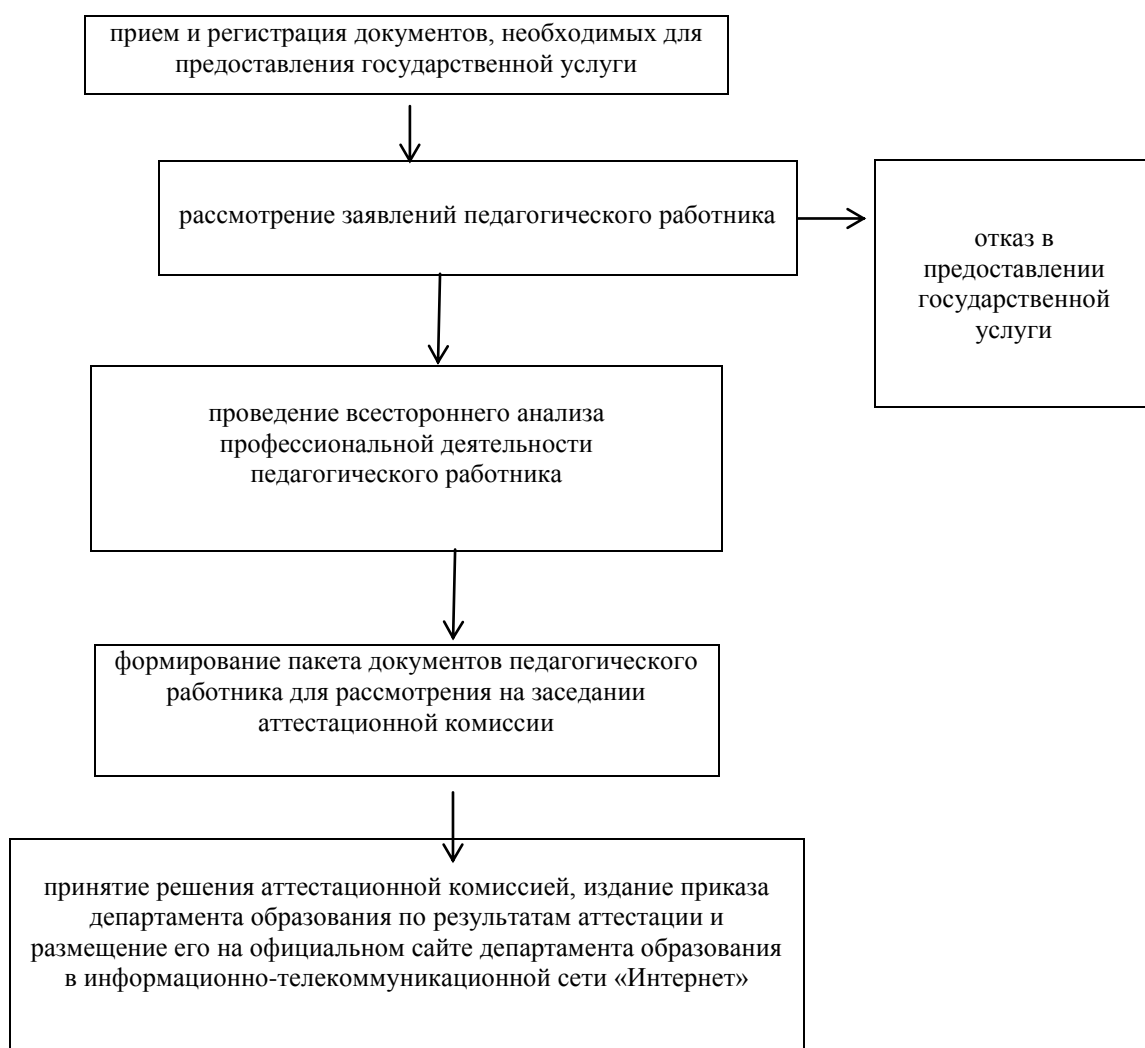 прием и регистрация документов, необходимых для
предоставления государственной услуги
рассмотрение заявлений педагогического работника
отказ в
предоставлении
государственной
услуги
проведение всестороннего анализа
профессиональной деятельности
педагогического работника
формирование пакета документов педагогического
работника для рассмотрения на заседании
аттестационной комиссии
принятие решения аттестационной комиссией, издание приказа
департамента образования по результатам аттестации и
размещение его на официальном сайте департамента образования
в информационно-телекоммуникационной сети «Интернет»